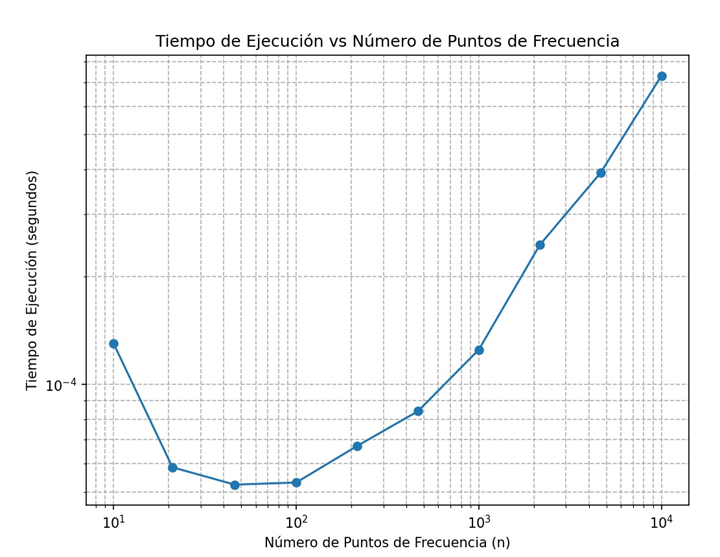 Tiempo de Ejecución vs Número de Puntos de Frecuencia
Tiempo de Ejecución (segundos)
10⁻⁴
10¹ 10² 10³ 10⁴
Número de Puntos de Frecuencia (n)